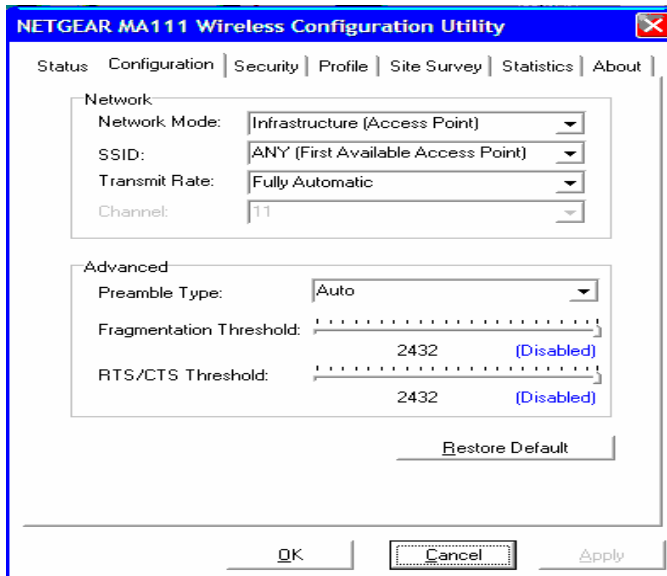 NETGEAR MA111 Wireless Configuration Utility
Status Configuration Security Profile Site Survey Statistics About
Network
Network Mode: Infrastructure (Access Point)
SSID: ANY (First Available Access Point)
Transmit Rate: Fully Automatic
Channel: 11
Advanced
Preamble Type: Auto
Fragmentation Threshold:
2432 (Disabled)
RTS/CTS Threshold:
2432 (Disabled)
Restore Default
OK Cancel Apply